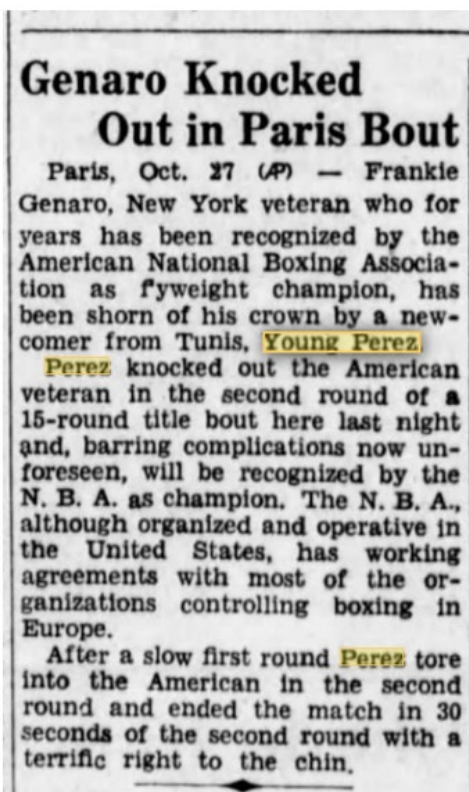 Genaro Knocked
Out in Paris Bout
Paris, Oct. 27 (AP) — Frankie
Genaro, New York veteran who for
years has been recognized by the
American National Boxing Associa-
tion as flyweight champion, has
been shorn of his crown by a new-
comer from Tunis, Young Perez
Perez knocked out the American
veteran in the second round of a
15-round title bout here last night
and, barring complications now un-
foreseen, will be recognized by the
N. B. A. as champion. The N. B. A.,
although organized and operative in
the United States, has working
agreements with most of the or-
ganizations controlling boxing in
Europe.
After a slow first round Perez tore
into the American in the second
round and ended the match in 30
seconds of the second round with a
terrific right to the chin.